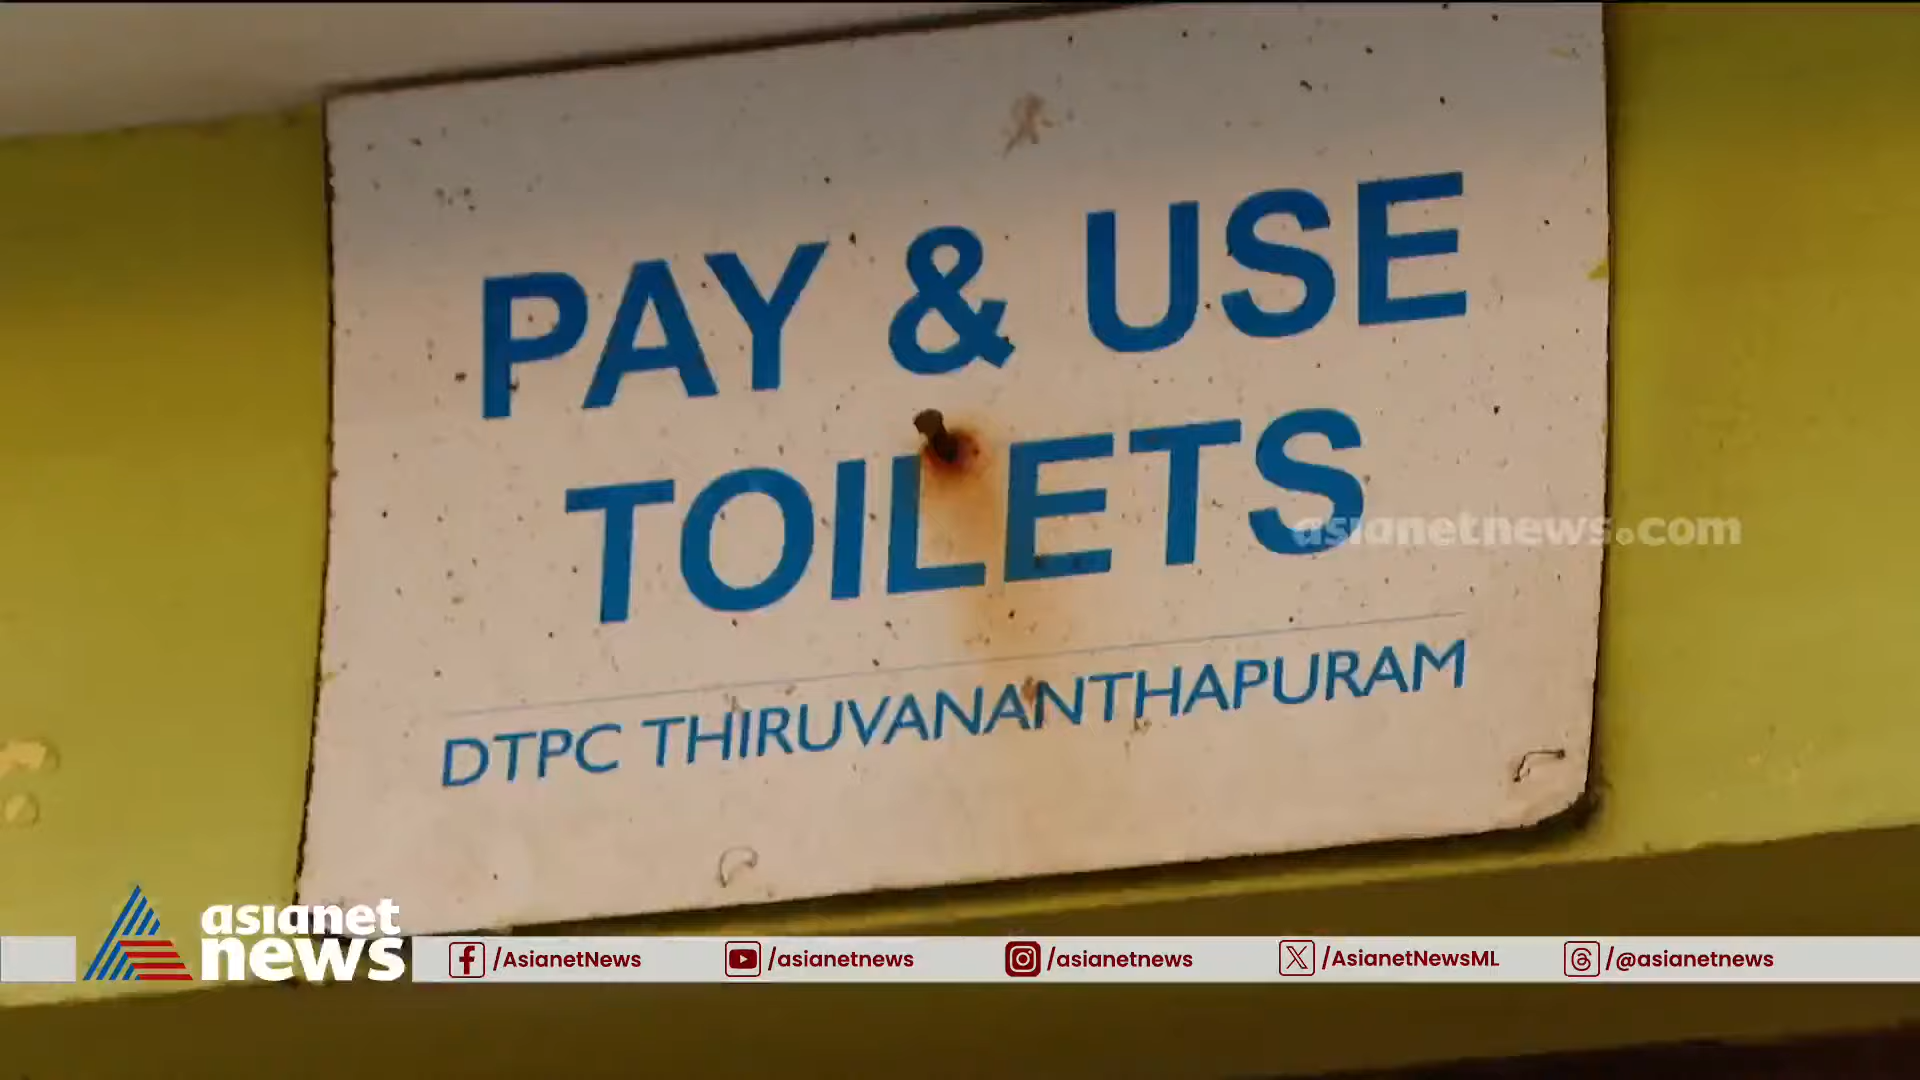 PAY & USE
TOILETS
asianetnews.com
DTPC THIRUVANANTHAPURAM
asianet
news
/AsianetNews
/asianetnews
/asianetnews
/AsianetNewsML
/@asianetnews